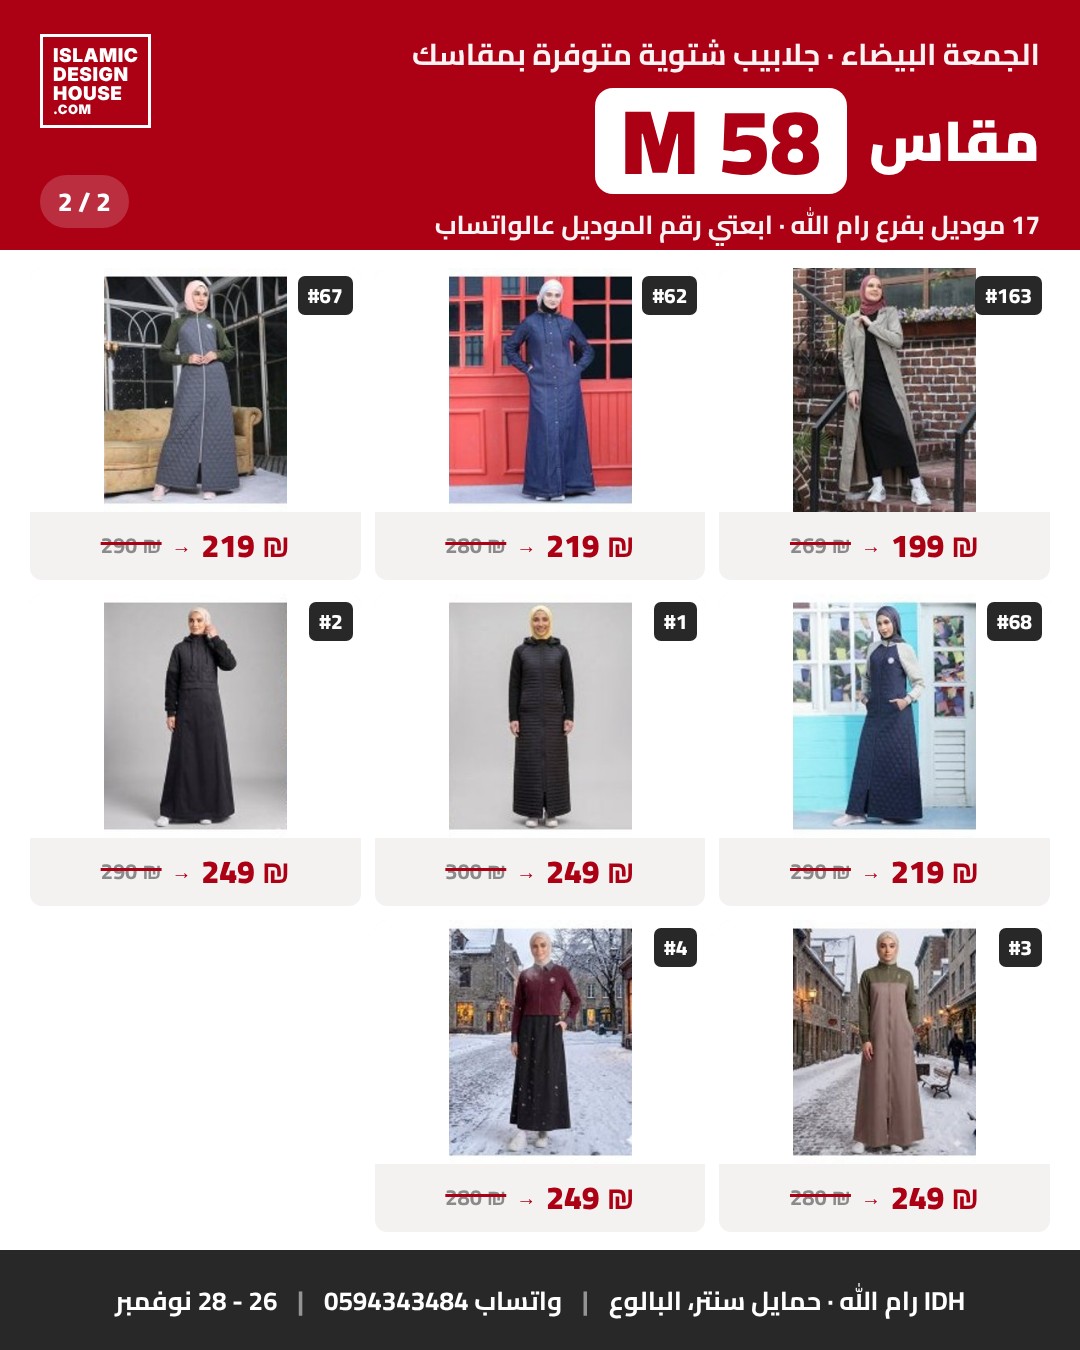 ISLAMIC
DESIGN
HOUSE
.COM
الجمعة البيضاء · جلابيب شتوية متوفرة بمقاسك
مقاس M 58
2 / 2
17 موديل بفرع رام الله · ابعتي رقم الموديل عالواتساب
#163
269 ₪ → 199 ₪
#62
280 ₪ → 219 ₪
#67
290 ₪ → 219 ₪
#68
290 ₪ → 219 ₪
#1
300 ₪ → 249 ₪
#2
290 ₪ → 249 ₪
#3
280 ₪ → 249 ₪
#4
280 ₪ → 249 ₪
IDH رام الله · حمايل سنتر، البالوع | واتساب 0594343484 | 26 - 28 نوفمبر